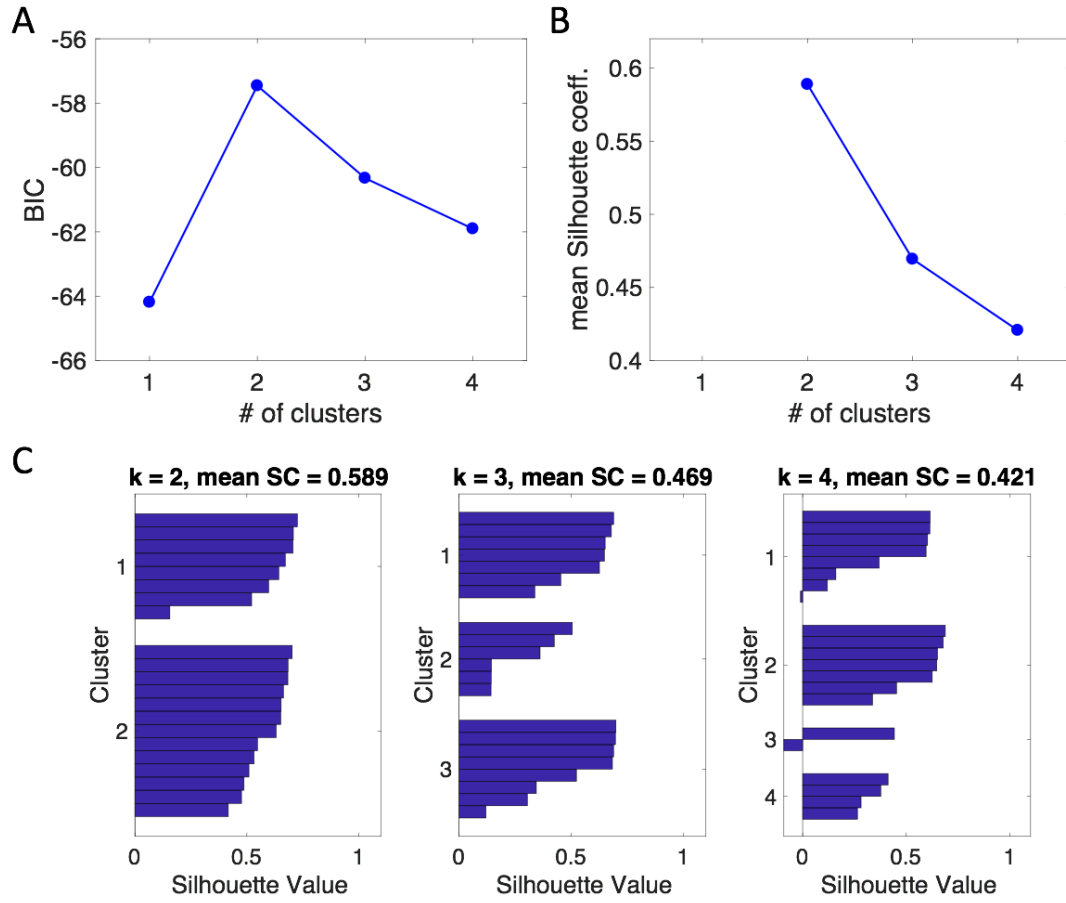 A
-56
-58
-60
-62
-64
-66
BIC
1 2 3 4
# of clusters
B
0.6
0.55
0.5
0.45
0.4
mean Silhouette coeff.
1 2 3 4
# of clusters
C
k = 2, mean SC = 0.589
1
2
Cluster
0 0.5 1
Silhouette Value
k = 3, mean SC = 0.469
1
2
3
Cluster
0 0.5 1
Silhouette Value
k = 4, mean SC = 0.421
1
2
3
4
Cluster
0 0.5 1
Silhouette Value